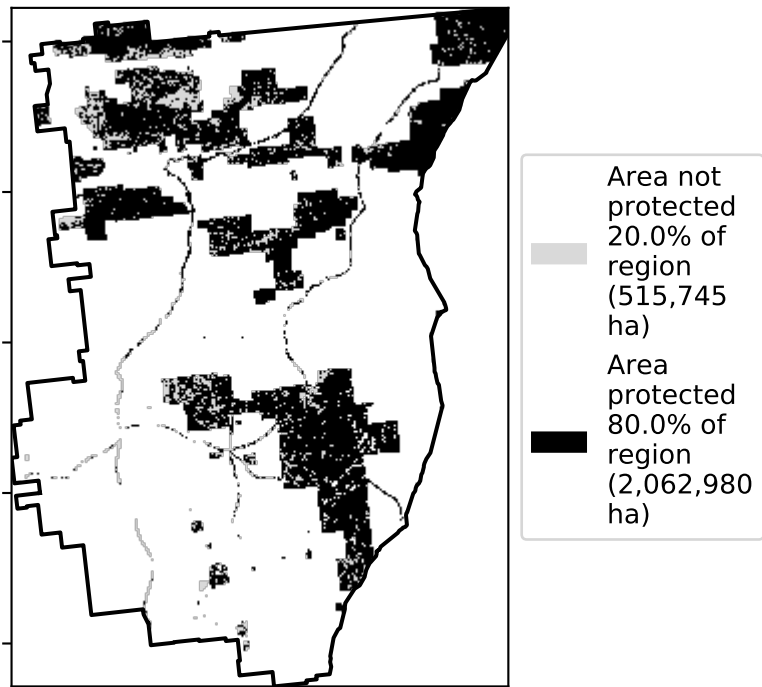 Area not
protected
20.0% of
region
(515,745
ha)
Area
protected
80.0% of
region
(2,062,980
ha)